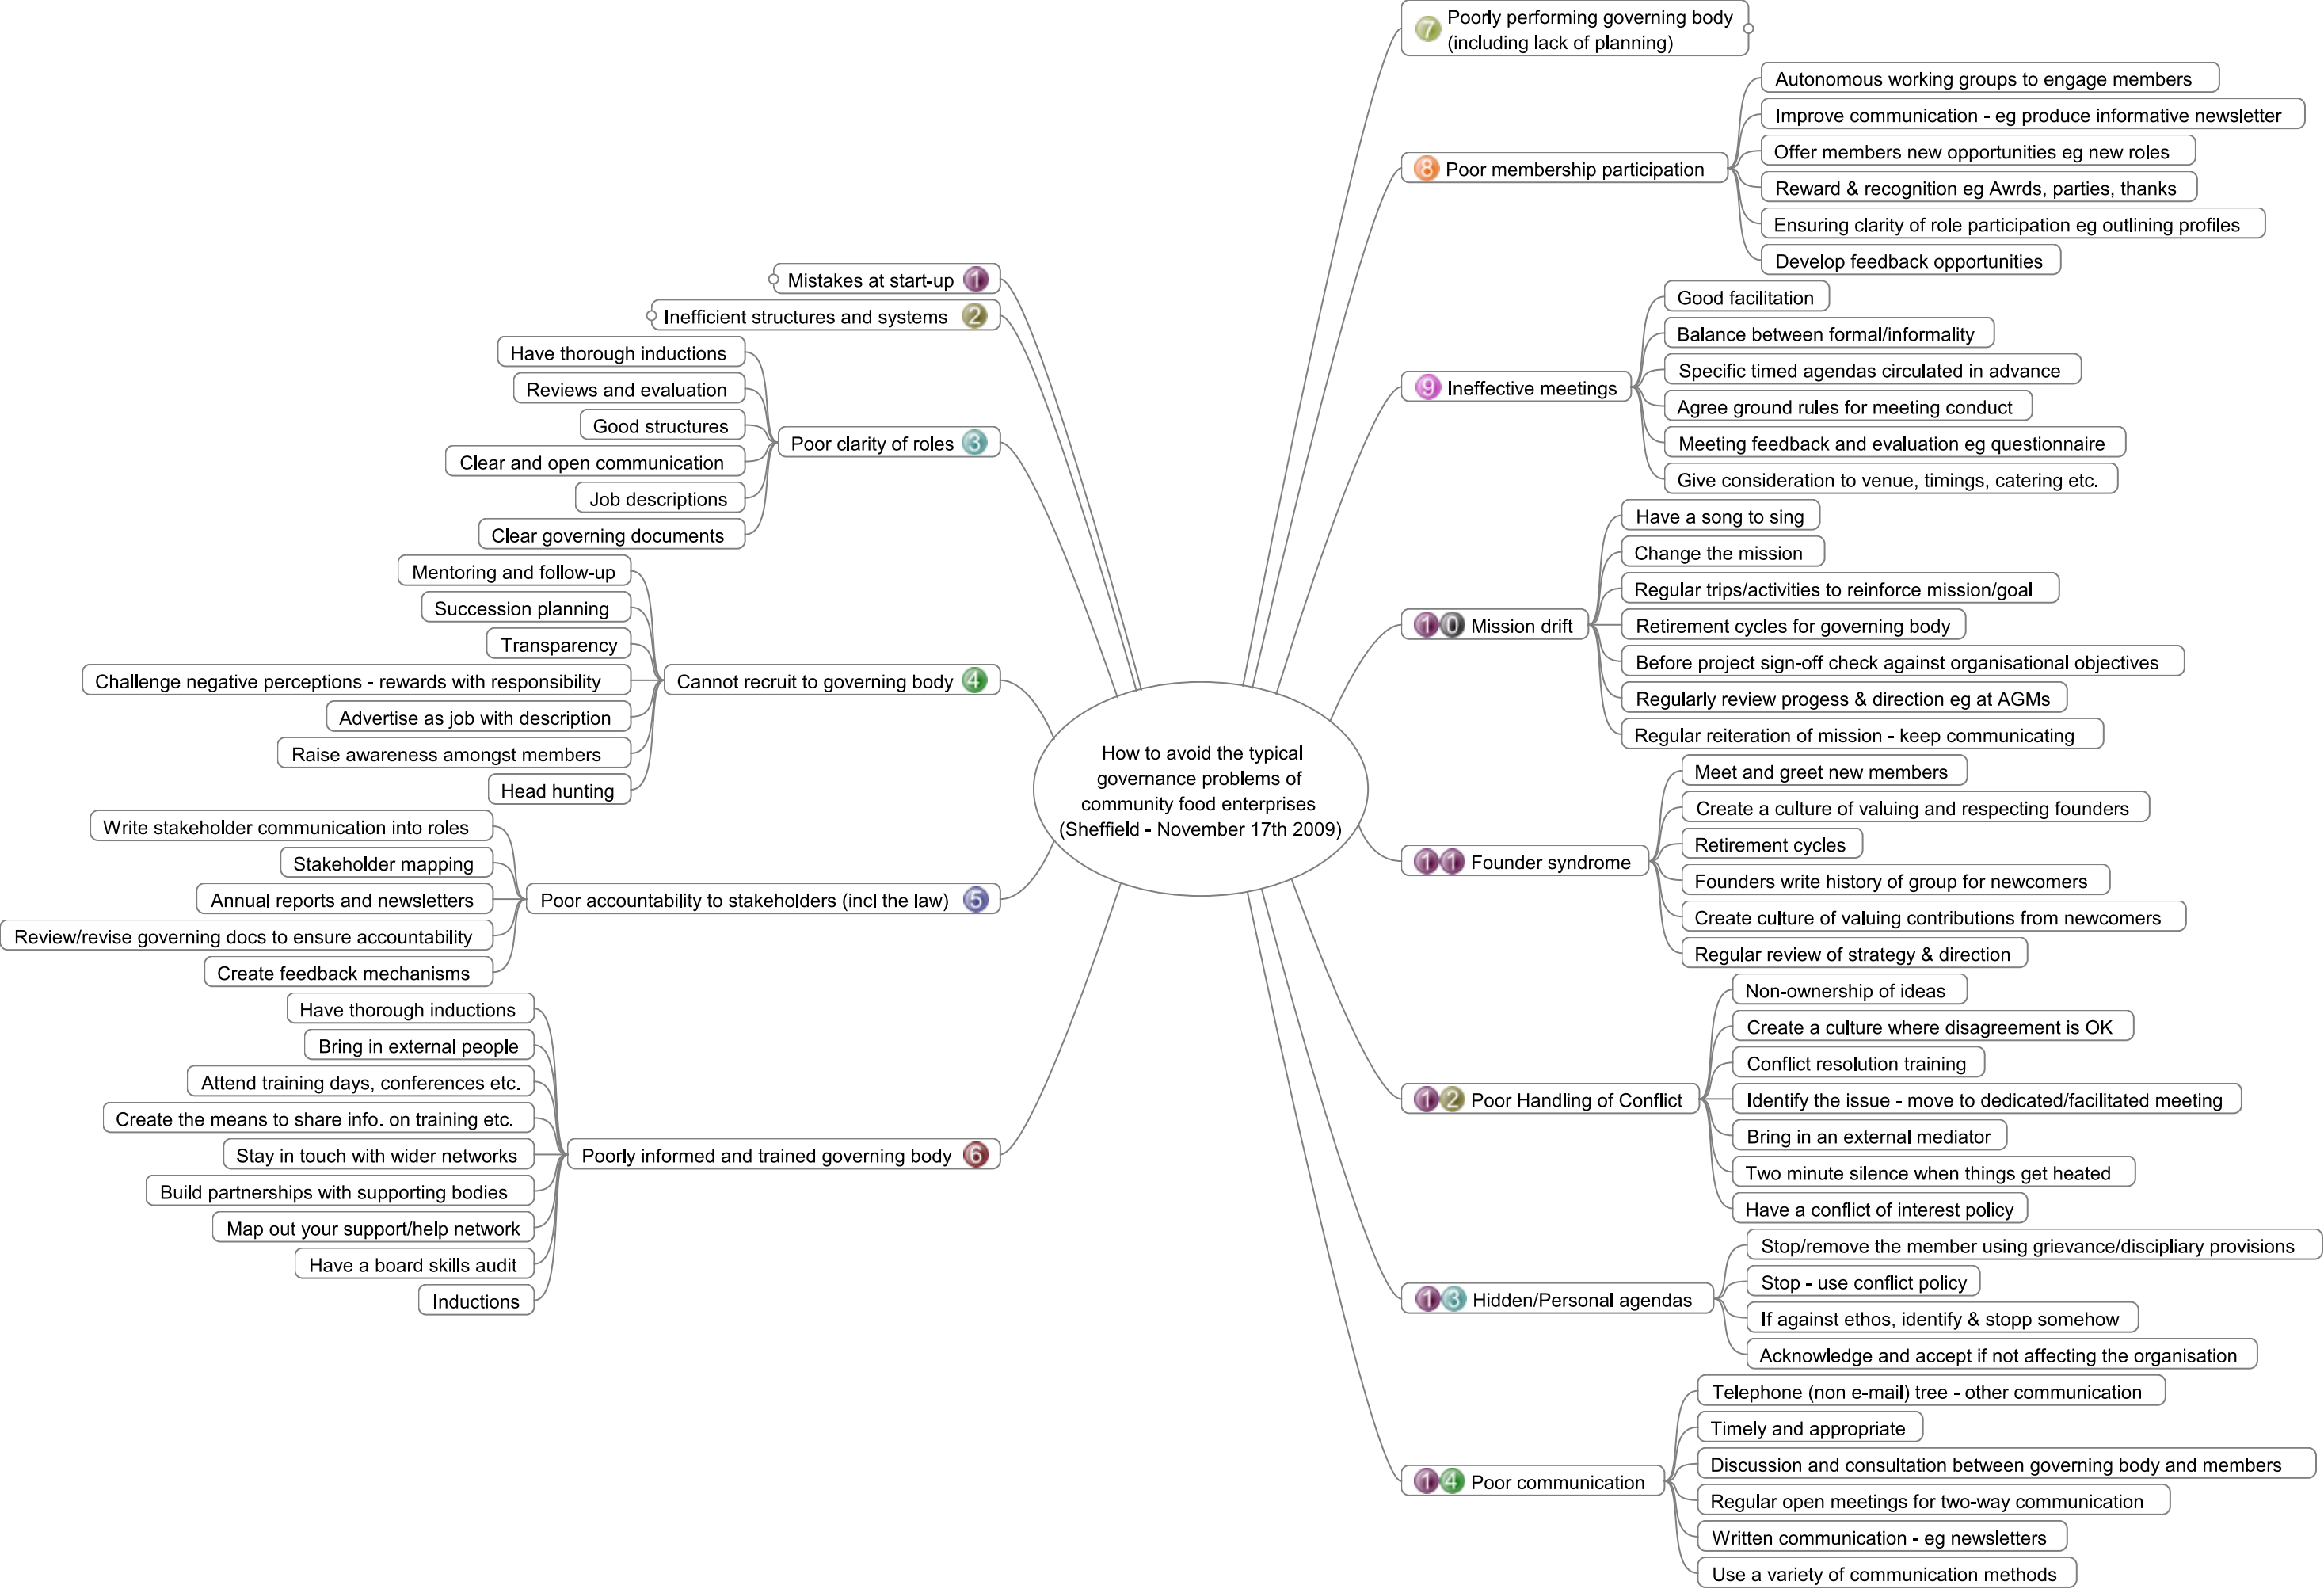 How to avoid the typical
governance problems of
community food enterprises
(Sheffield - November 17th 2009)
Mistakes at start-up 1
Inefficient structures and systems 2
Poor clarity of roles 3
Have thorough inductions
Reviews and evaluation
Good structures
Clear and open communication
Job descriptions
Clear governing documents
Cannot recruit to governing body 4
Mentoring and follow-up
Succession planning
Transparency
Challenge negative perceptions - rewards with responsibility
Advertise as job with description
Raise awareness amongst members
Head hunting
Poor accountability to stakeholders (incl the law) 5
Write stakeholder communication into roles
Stakeholder mapping
Annual reports and newsletters
Review/revise governing docs to ensure accountability
Create feedback mechanisms
Poorly informed and trained governing body 6
Have thorough inductions
Bring in external people
Attend training days, conferences etc.
Create the means to share info. on training etc.
Stay in touch with wider networks
Build partnerships with supporting bodies
Map out your support/help network
Have a board skills audit
Inductions
7 Poorly performing governing body
(including lack of planning)
8 Poor membership participation
Autonomous working groups to engage members
Improve communication - eg produce informative newsletter
Offer members new opportunities eg new roles
Reward & recognition eg Awrds, parties, thanks
Ensuring clarity of role participation eg outlining profiles
Develop feedback opportunities
9 Ineffective meetings
Good facilitation
Balance between formal/informality
Specific timed agendas circulated in advance
Agree ground rules for meeting conduct
Meeting feedback and evaluation eg questionnaire
Give consideration to venue, timings, catering etc.
10 Mission drift
Have a song to sing
Change the mission
Regular trips/activities to reinforce mission/goal
Retirement cycles for governing body
Before project sign-off check against organisational objectives
Regularly review progess & direction eg at AGMs
Regular reiteration of mission - keep communicating
11 Founder syndrome
Meet and greet new members
Create a culture of valuing and respecting founders
Retirement cycles
Founders write history of group for newcomers
Create culture of valuing contributions from newcomers
Regular review of strategy & direction
12 Poor Handling of Conflict
Non-ownership of ideas
Create a culture where disagreement is OK
Conflict resolution training
Identify the issue - move to dedicated/facilitated meeting
Bring in an external mediator
Two minute silence when things get heated
Have a conflict of interest policy
13 Hidden/Personal agendas
Stop/remove the member using grievance/discipliary provisions
Stop - use conflict policy
If against ethos, identify & stopp somehow
Acknowledge and accept if not affecting the organisation
14 Poor communication
Telephone (non e-mail) tree - other communication
Timely and appropriate
Discussion and consultation between governing body and members
Regular open meetings for two-way communication
Written communication - eg newsletters
Use a variety of communication methods